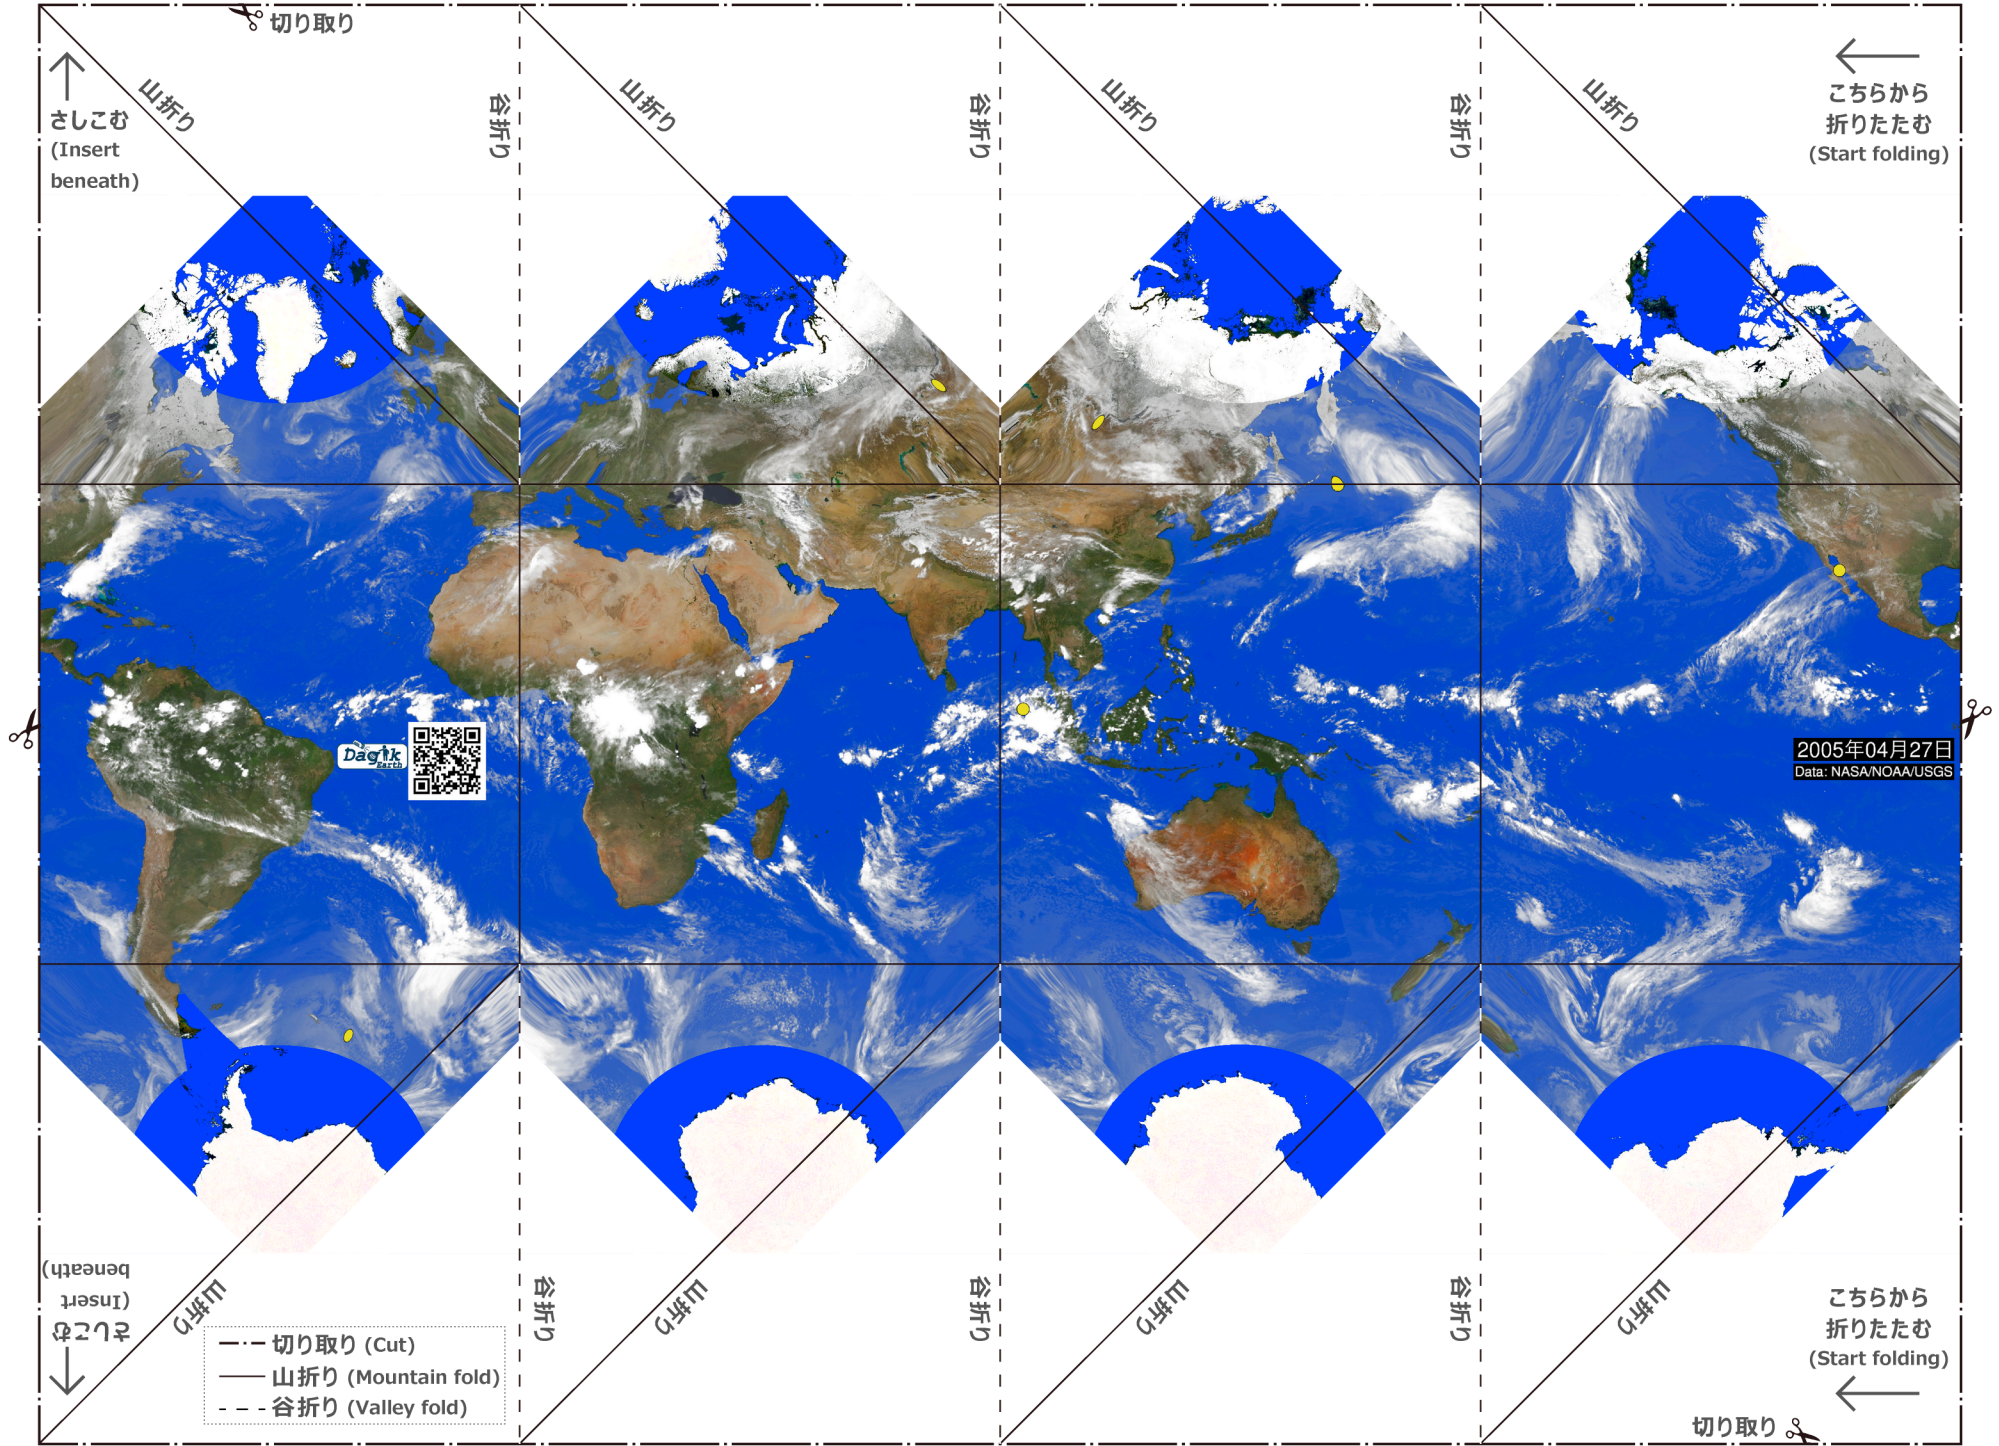 切り取り
さしこむ
(Insert
beneath)
山折り
谷折り
山折り
谷折り
山折り
谷折り
山折り
こちらから
折りたたむ
(Start folding)
Dagik
Earth
2005年04月27日
Data: NASA/NOAA/USGS
さしこむ
(Insert
beneath)
山折り
谷折り
山折り
谷折り
山折り
谷折り
山折り
こちらから
折りたたむ
(Start folding)
切り取り (Cut)
山折り (Mountain fold)
谷折り (Valley fold)
切り取り